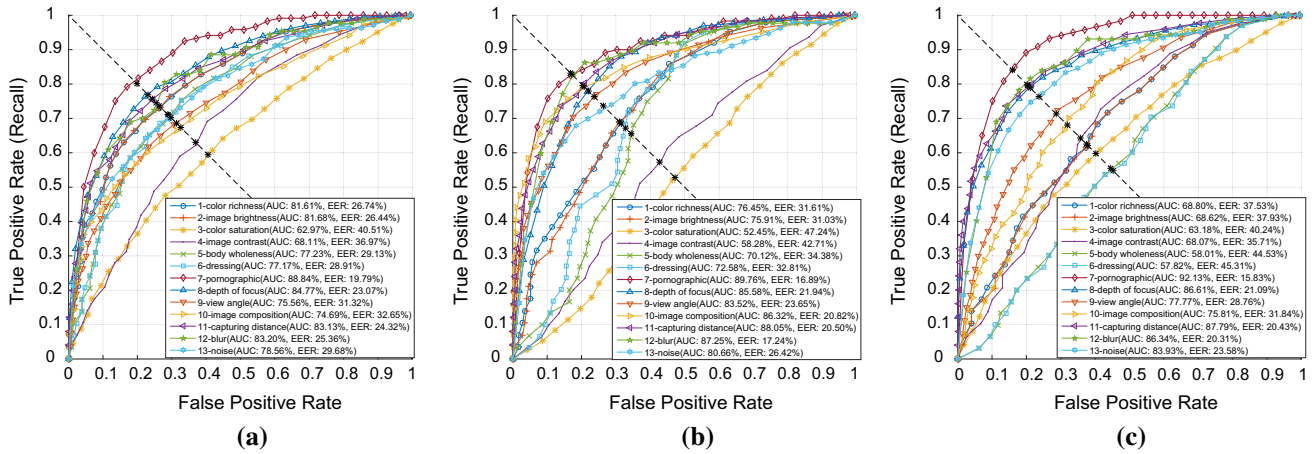 1
0.9
0.8
0.7
0.6
0.5
0.4
0.3
0.2
0.1
0
True Positive Rate (Recall)
1-color richness(AUC: 81.61%, EER: 26.74%)
2-image brightness(AUC: 81.68%, EER: 26.44%)
3-color saturation(AUC: 62.97%, EER: 40.51%)
4-image contrast(AUC: 68.11%, EER: 36.97%)
5-body wholeness(AUC: 77.23%, EER: 29.13%)
6-dressing(AUC: 77.17%, EER: 28.91%)
7-pornographic(AUC: 88.84%, EER: 19.79%)
8-depth of focus(AUC: 84.77%, EER: 23.07%)
9-view angle(AUC: 75.56%, EER: 31.32%)
10-image composition(AUC: 74.69%, EER: 32.65%)
11-capturing distance(AUC: 83.13%, EER: 24.32%)
12-blur(AUC: 83.20%, EER: 25.36%)
13-noise(AUC: 78.56%, EER: 29.68%)
0 0.1 0.2 0.3 0.4 0.5 0.6 0.7 0.8 0.9 1
False Positive Rate
(a)
1
0.9
0.8
0.7
0.6
0.5
0.4
0.3
0.2
0.1
0
True Positive Rate (Recall)
1-color richness(AUC: 76.45%, EER: 31.61%)
2-image brightness(AUC: 75.91%, EER: 31.03%)
3-color saturation(AUC: 52.45%, EER: 47.24%)
4-image contrast(AUC: 58.28%, EER: 42.71%)
5-body wholeness(AUC: 70.12%, EER: 34.38%)
6-dressing(AUC: 72.58%, EER: 32.81%)
7-pornographic(AUC: 89.76%, EER: 16.89%)
8-depth of focus(AUC: 85.58%, EER: 21.94%)
9-view angle(AUC: 83.52%, EER: 23.65%)
10-image composition(AUC: 86.32%, EER: 20.82%)
11-capturing distance(AUC: 88.05%, EER: 20.50%)
12-blur(AUC: 87.25%, EER: 17.24%)
13-noise(AUC: 80.66%, EER: 26.42%)
0 0.1 0.2 0.3 0.4 0.5 0.6 0.7 0.8 0.9 1
False Positive Rate
(b)
1
0.9
0.8
0.7
0.6
0.5
0.4
0.3
0.2
0.1
0
True Positive Rate (Recall)
1-color richness(AUC: 68.80%, EER: 37.53%)
2-image brightness(AUC: 68.62%, EER: 37.93%)
3-color saturation(AUC: 63.18%, EER: 40.24%)
4-image contrast(AUC: 68.07%, EER: 35.71%)
5-body wholeness(AUC: 58.01%, EER: 44.53%)
6-dressing(AUC: 57.82%, EER: 45.31%)
7-pornographic(AUC: 92.13%, EER: 15.83%)
8-depth of focus(AUC: 86.61%, EER: 21.09%)
9-view angle(AUC: 77.77%, EER: 28.76%)
10-image composition(AUC: 75.81%, EER: 31.84%)
11-capturing distance(AUC: 87.79%, EER: 20.43%)
12-blur(AUC: 86.34%, EER: 20.31%)
13-noise(AUC: 83.93%, EER: 23.58%)
0 0.1 0.2 0.3 0.4 0.5 0.6 0.7 0.8 0.9 1
False Positive Rate
(c)